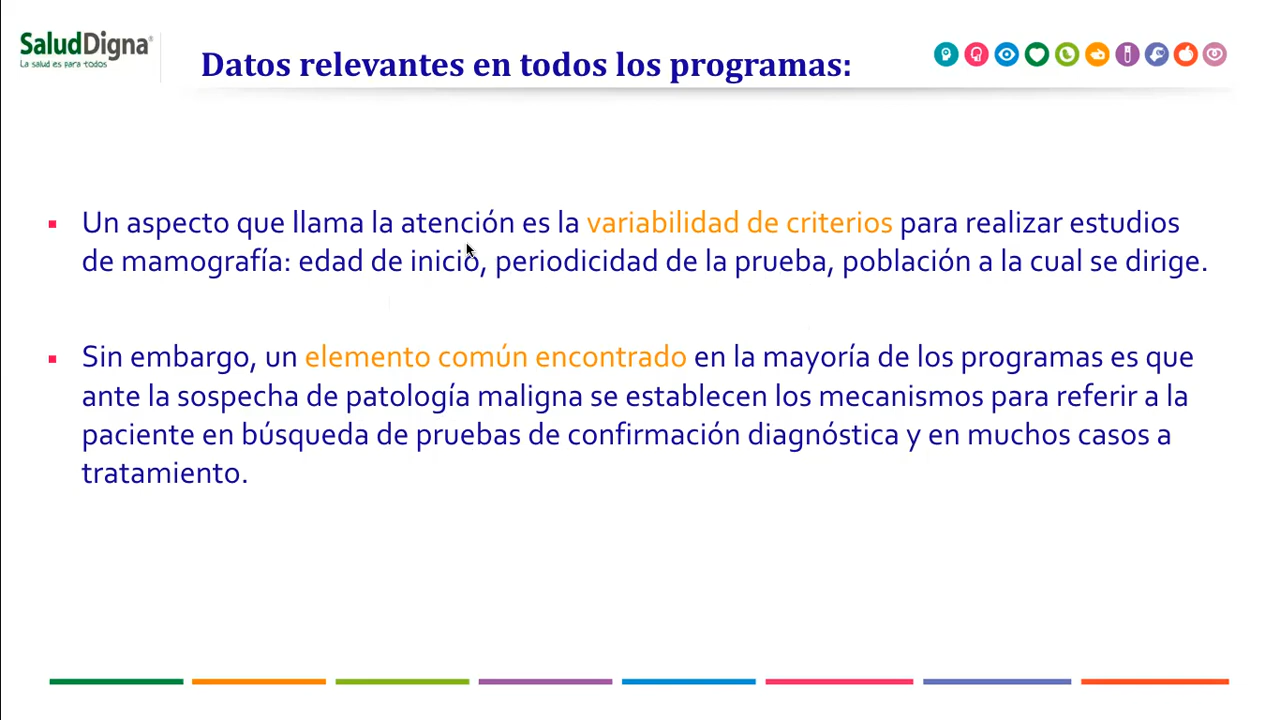 SaludDigna®
La salud es para todos
Datos relevantes en todos los programas:
Un aspecto que llama la atención es la variabilidad de criterios para realizar estudios
de mamografía: edad de inicio, periodicidad de la prueba, población a la cual se dirige.
Sin embargo, un elemento común encontrado en la mayoría de los programas es que
ante la sospecha de patología maligna se establecen los mecanismos para referir a la
paciente en búsqueda de pruebas de confirmación diagnóstica y en muchos casos a
tratamiento.